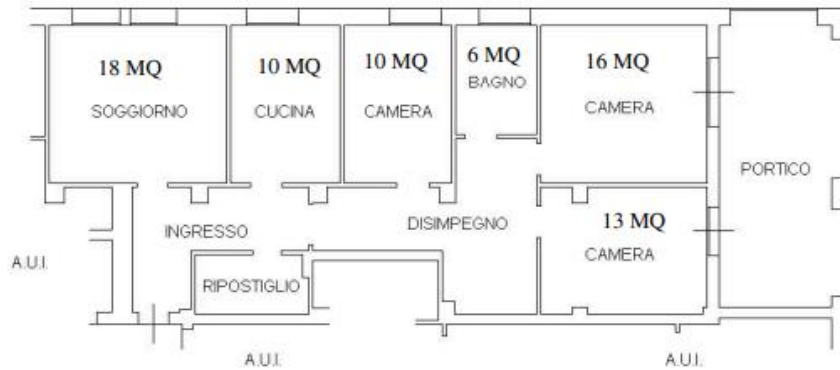 18 MQ
SOGGIORNO
10 MQ
CUCINA
10 MQ
CAMERA
6 MQ
BAGNO
16 MQ
CAMERA
PORTICO
INGRESSO
DISIMPEGNO
13 MQ
CAMERA
A.U.I.
RIPOSTIGLIO
A.U.I.
A.U.I.